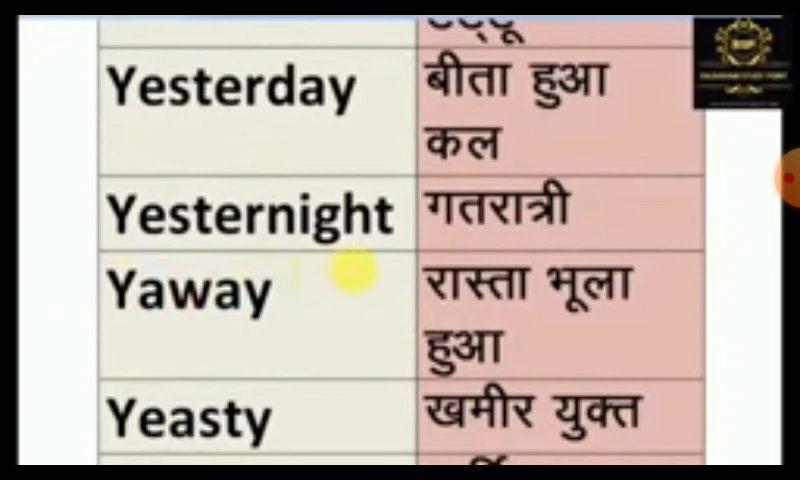 Yesterday
बीता हुआ
कल
Yesternight
गतरात्री
Yaway
रास्ता भूला
हुआ
Yeasty
खमीर युक्त